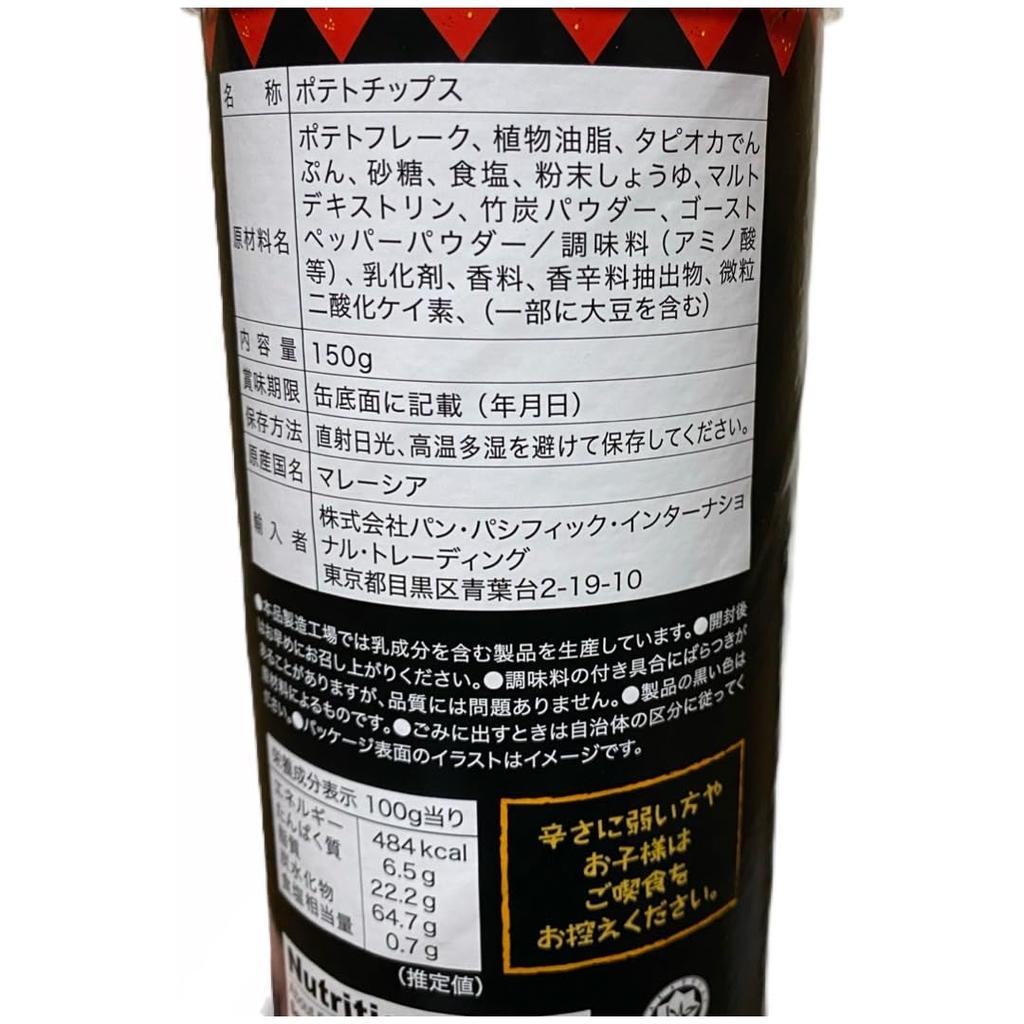 名 称 ポテトチップス
原材料名 ポテトフレーク、植物油脂、タピオカでん
ぷん、砂糖、食塩、粉末しょうゆ、マルト
デキストリン、竹炭パウダー、ゴースト
ペッパーパウダー／調味料（アミノ酸
等）、乳化剤、香料、香辛料抽出物、微粒
二酸化ケイ素、（一部に大豆を含む）
内容量 150g
賞味期限 缶底面に記載（年月日）
保存方法 直射日光、高温多湿を避けて保存してください。
原産国名 マレーシア
輸入者 株式会社パン・パシフィック・インターナショ
ナル・トレーディング
東京都目黒区青葉台2-19-10
●本品製造工場では乳成分を含む製品を生産しています。●開封後
はお早めにお召し上がりください。●調味料の付き具合にばらつきが
あることがありますが、品質には問題ありません。●製品の黒い色は
原材料によるものです。●ごみに出すときは自治体の区分に従ってく
ださい。●パッケージ表面のイラストはイメージです。
栄養成分表示 100g当り
エネルギー 484kcal
たんぱく質 6.5g
脂質 22.2g
炭水化物 64.7g
食塩相当量 0.7g
（推定値）
辛さに弱い方や
お子様は
ご喫食を
お控えください。